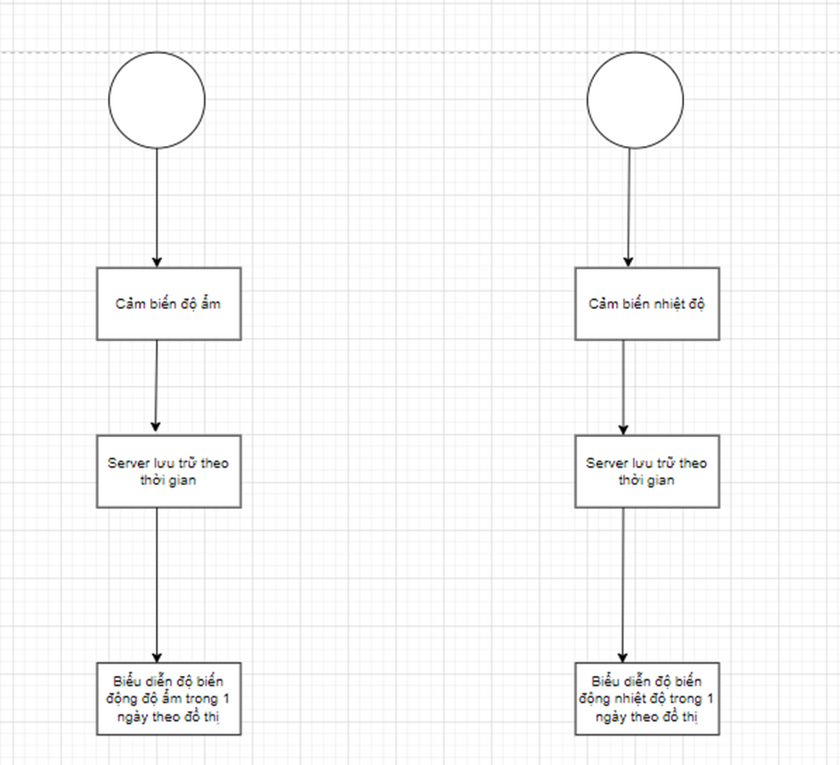 Cảm biến độ ẩm
Cảm biến nhiệt độ
Server lưu trữ theo
thời gian
Server lưu trữ theo
thời gian
Biểu diễn độ biến
động độ ẩm trong 1
ngày theo đồ thị
Biểu diễn độ biến
động nhiệt độ trong 1
ngày theo đồ thị